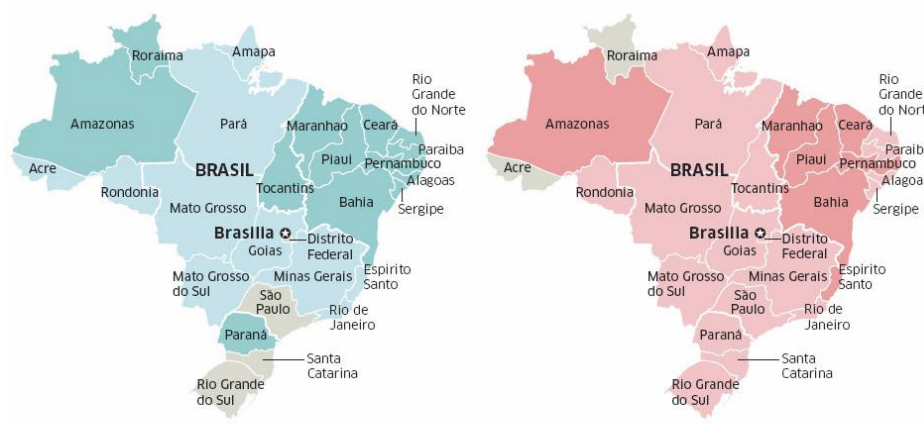 Roraima
Amapa
Rio
Grande
do Norte
Amazonas
Pará
Maranhao
Ceará
Paraiba
Piaui
Pernambuco
Acre
BRASIL
Alagoas
Rondonia
Tocantins
Bahia
Sergipe
Mato Grosso
Brasilia
Distrito
Federal
Goias
Mato Grosso
do Sul
Minas Gerais
Espirito
Santo
São
Paulo
Rio de
Janeiro
Paraná
Santa
Catarina
Rio Grande
do Sul
Roraima
Amapa
Rio
Grande
do Nort
Amazonas
Pará
Maranhao
Ceará
Paraiba
Piaui
Pernambuco
Acre
BRASIL
Alagoa
Rondonia
Tocantins
Bahia
Sergipe
Mato Grosso
Brasilia
Distrito
Federal
Goias
Mato Grosso
do Sul
Minas Gerais
Espirito
Santo
São
Paulo
Rio de
Janeiro
Paraná
Santa
Catarina
Rio Grande
do Sul